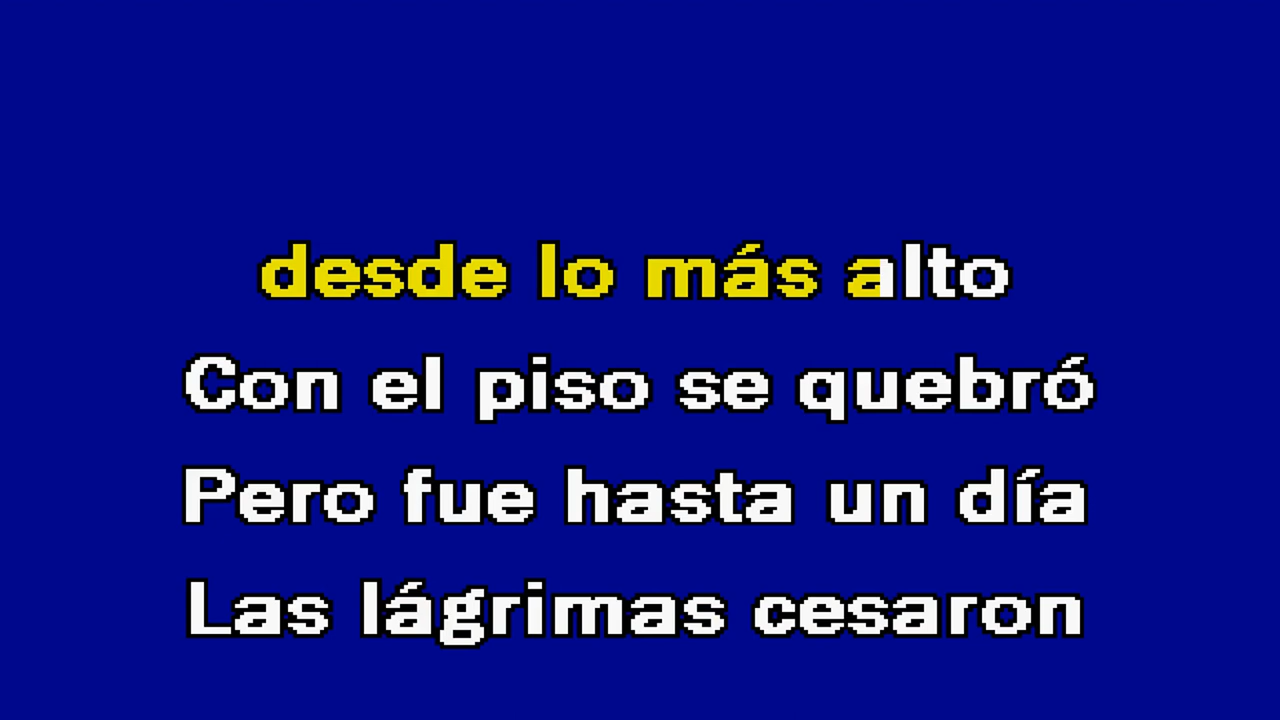 desde lo más alto
Con el piso se quebró
Pero fue hasta un día
Las lágrimas cesaron